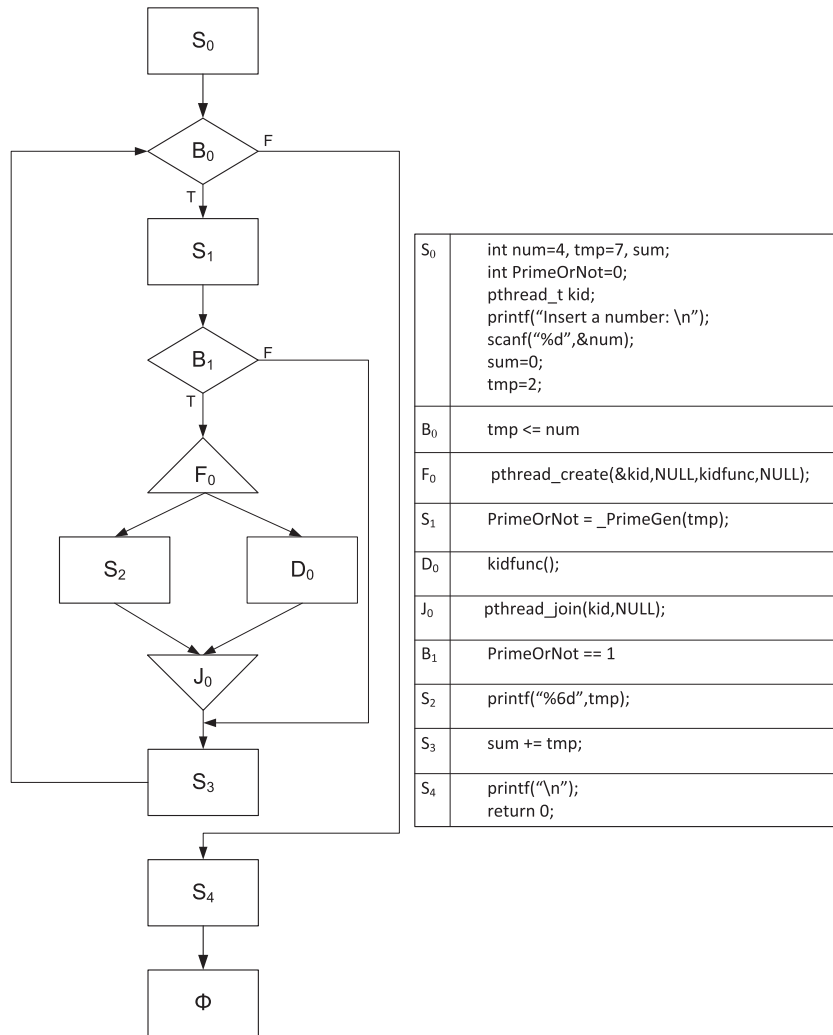 S₀
B₀
F
T
S₁
B₁
F
T
F₀
S₂
D₀
J₀
S₃
S₄
Φ
S₀ int num=4, tmp=7, sum;
int PrimeOrNot=0;
pthread_t kid;
printf(“Insert a number: \n”);
scanf(“%d”,&num);
sum=0;
tmp=2;
B₀ tmp <= num
F₀ pthread_create(&kid,NULL,kidfunc,NULL);
S₁ PrimeOrNot = _PrimeGen(tmp);
D₀ kidfunc();
J₀ pthread_join(kid,NULL);
B₁ PrimeOrNot == 1
S₂ printf(“%6d”,tmp);
S₃ sum += tmp;
S₄ printf(“\n”);
return 0;